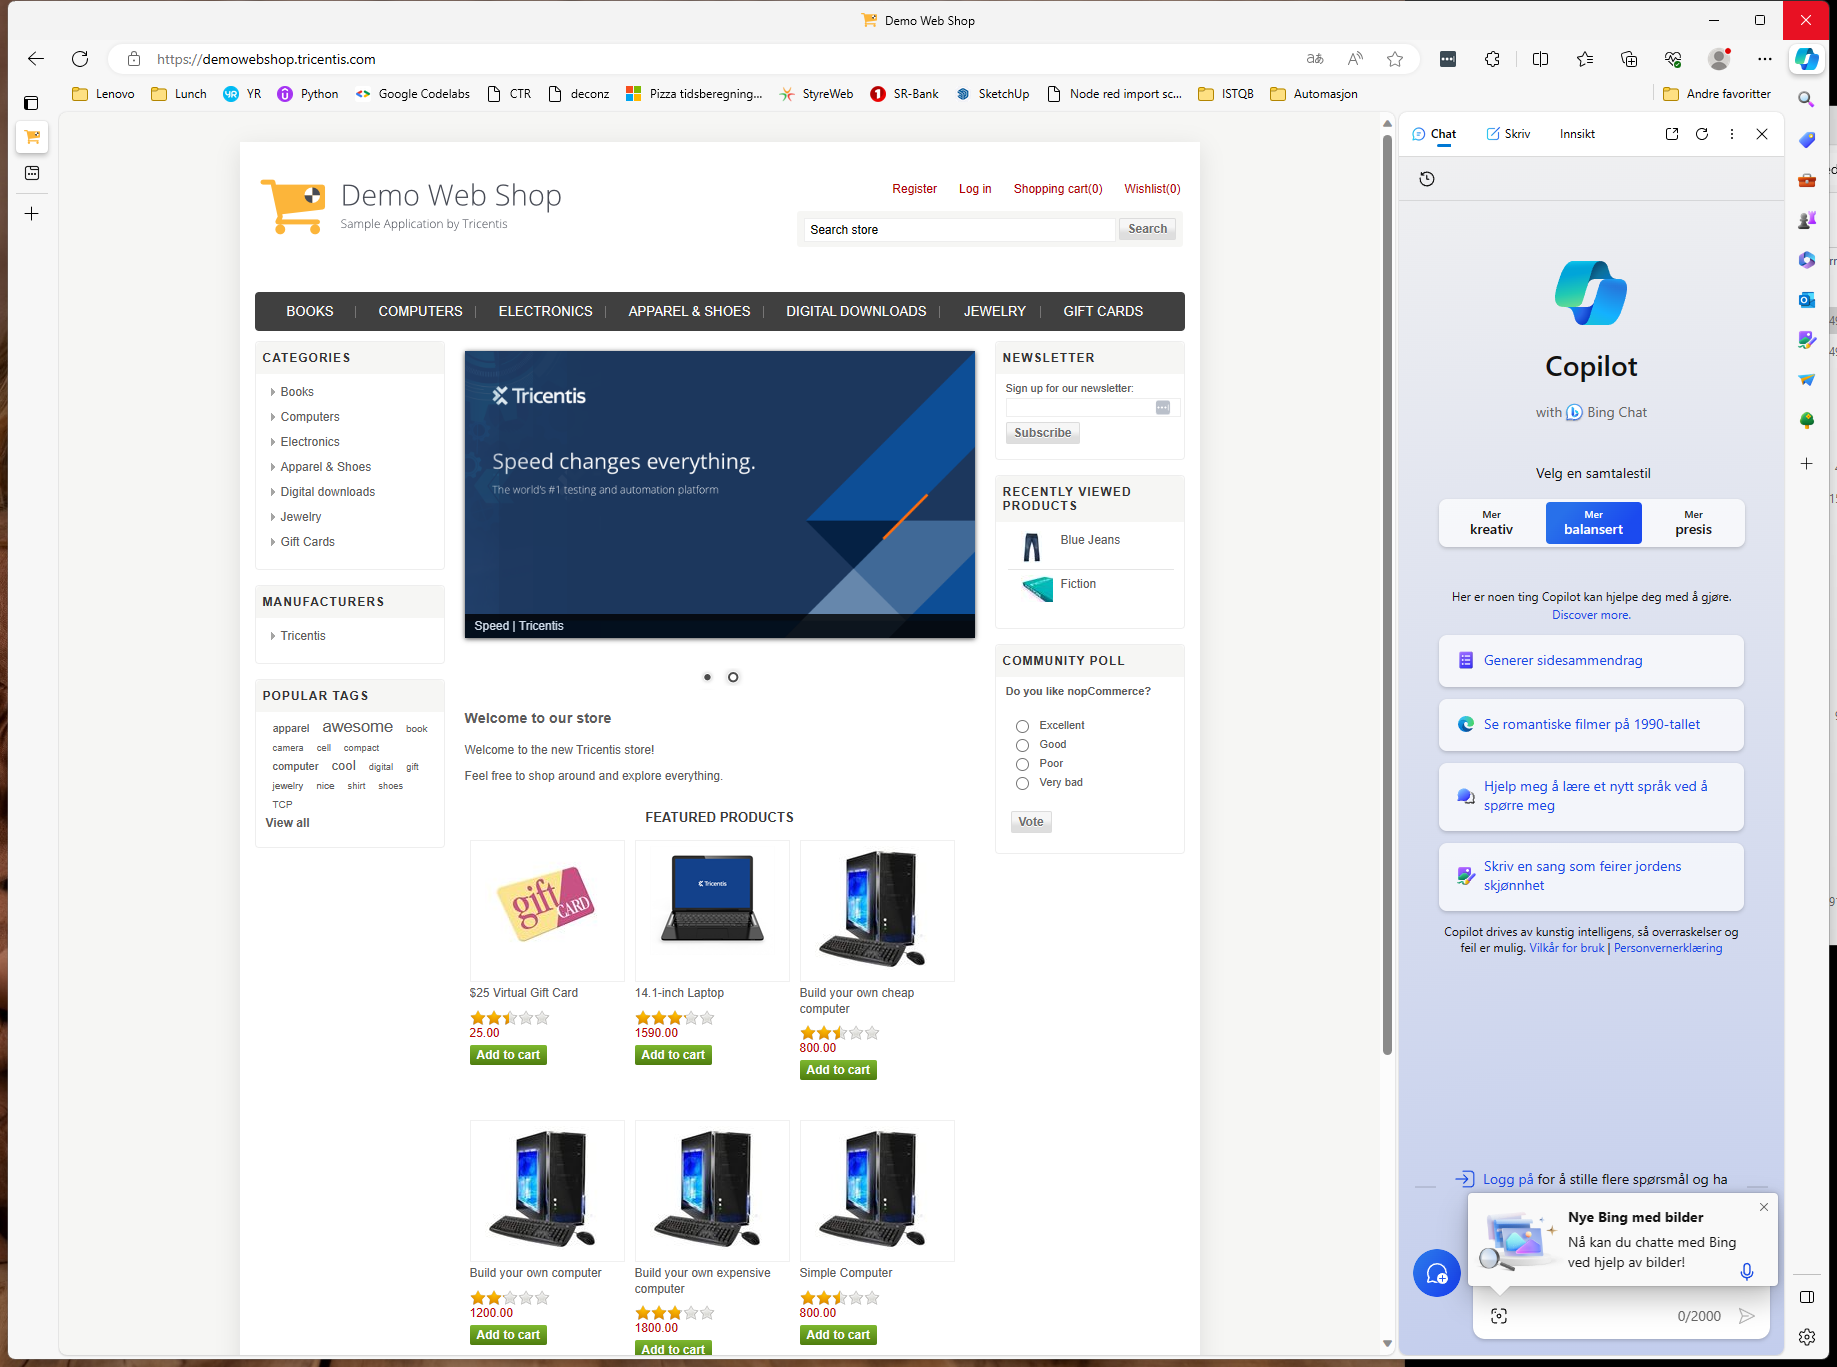 Demo Web Shop
https://demowebshop.tricentis.com
Lenovo
Lunch
YR
Python
Google Codelabs
CTR
deconz
Pizza tidsberegning...
StyreWeb
SR-Bank
SketchUp
Node red import sc...
ISTQB
Automasjon
Andre favoritter
Demo Web Shop
Sample Application by Tricentis
Register
Log in
Shopping cart(0)
Wishlist(0)
Search store
Search
BOOKS
COMPUTERS
ELECTRONICS
APPAREL & SHOES
DIGITAL DOWNLOADS
JEWELRY
GIFT CARDS
CATEGORIES
Books
Computers
Electronics
Apparel & Shoes
Digital downloads
Jewelry
Gift Cards
MANUFACTURERS
Tricentis
POPULAR TAGS
apparel awesome book
camera cell compact
computer cool digital gift
jewelry nice shirt shoes
TCP
View all
Tricentis
Speed changes everything.
The world's #1 testing and automation platform
Speed | Tricentis
Welcome to our store
Welcome to the new Tricentis store!
Feel free to shop around and explore everything.
FEATURED PRODUCTS
gift CARD
$25 Virtual Gift Card
25.00
Add to cart
Tricentis
14.1-inch Laptop
1590.00
Add to cart
Build your own cheap
computer
800.00
Add to cart
Build your own computer
1200.00
Add to cart
Build your own expensive
computer
1800.00
Add to cart
Simple Computer
800.00
Add to cart
NEWSLETTER
Sign up for our newsletter:
Subscribe
RECENTLY VIEWED
PRODUCTS
Blue Jeans
Fiction
COMMUNITY POLL
Do you like nopCommerce?
Excellent
Good
Poor
Very bad
Vote
Chat
Skriv
Innsikt
Copilot
with Bing Chat
Velg en samtalestil
Mer
kreativ
Mer
balansert
Mer
presis
Her er noen ting Copilot kan hjelpe deg med å gjøre.
Discover more.
Generer sidesammendrag
Se romantiske filmer på 1990-tallet
Hjelp meg å lære et nytt språk ved å
spørre meg
Skriv en sang som feirer jordens
skjønnhet
Copilot drives av kunstig intelligens, så overraskelser og
feil er mulig. Vilkår for bruk | Personvernerklæring
Logg på for å stille flere spørsmål og ha
Nye Bing med bilder
Nå kan du chatte med Bing
ved hjelp av bilder!
0/2000